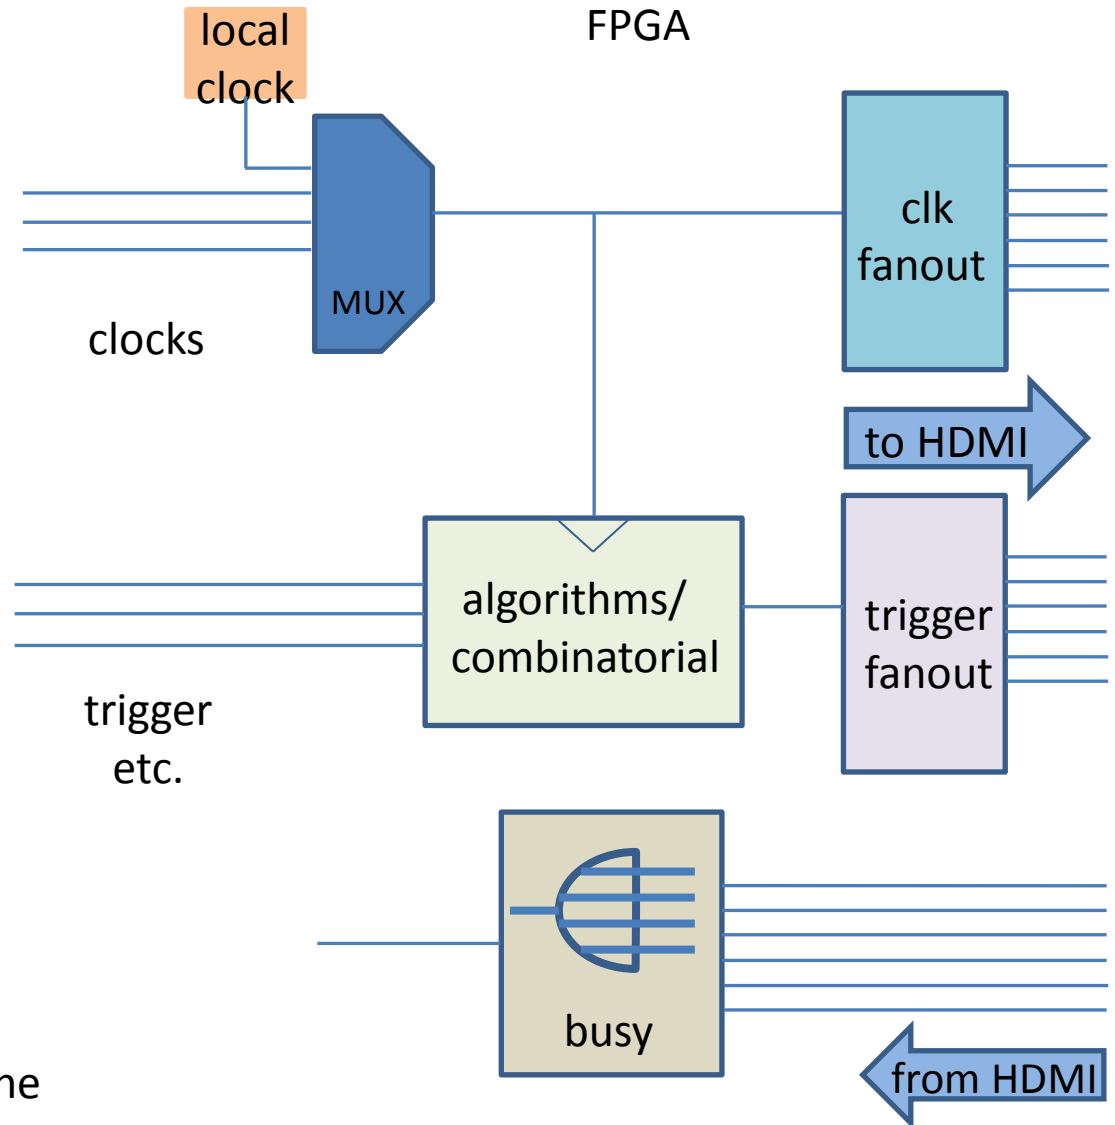 FPGA
local
clock
MUX
clk
fanout
clocks
to HDMI
algorithms/
combinatorial
trigger
fanout
trigger
etc.
busy
from HDMI